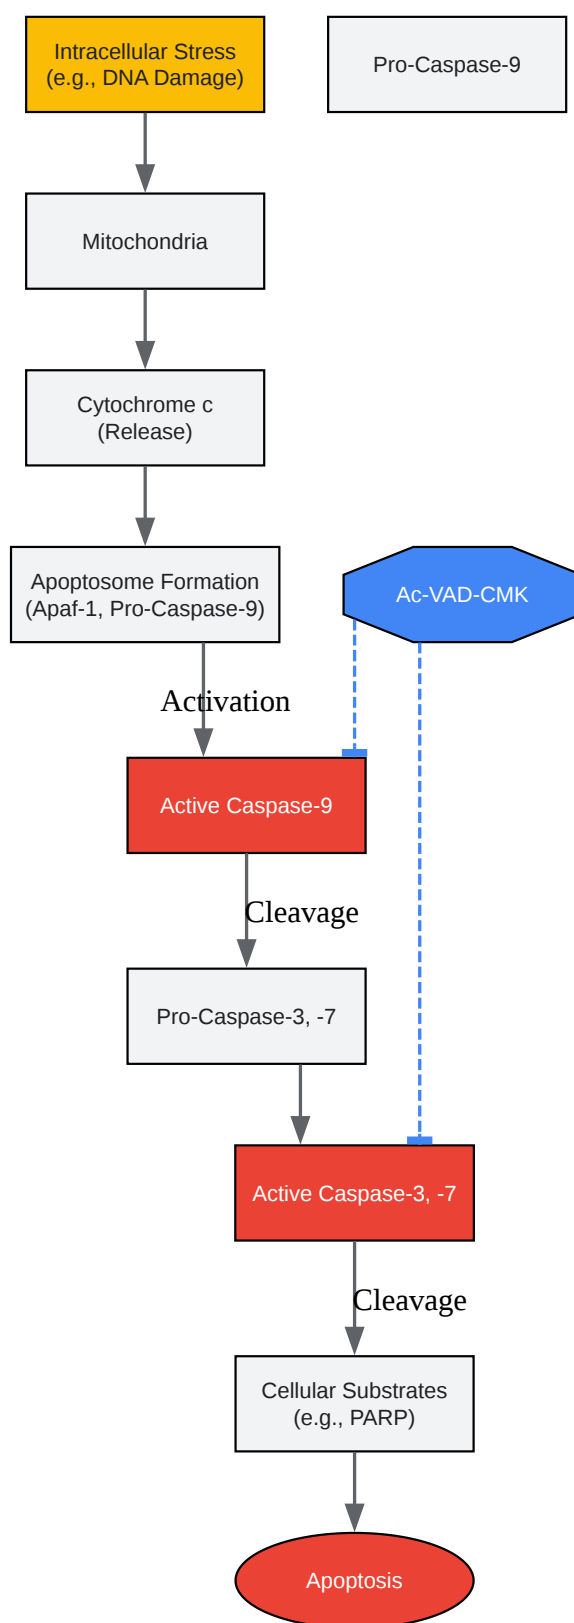 Intracellular Stress
(e.g., DNA Damage)
Pro-Caspase-9
Mitochondria
Cytochrome c
(Release)
Apoptosome Formation
(Apaf-1, Pro-Caspase-9)
Ac-VAD-CMK
Activation
Active Caspase-9
Cleavage
Pro-Caspase-3, -7
Active Caspase-3, -7
Cleavage
Cellular Substrates
(e.g., PARP)
Apoptosis